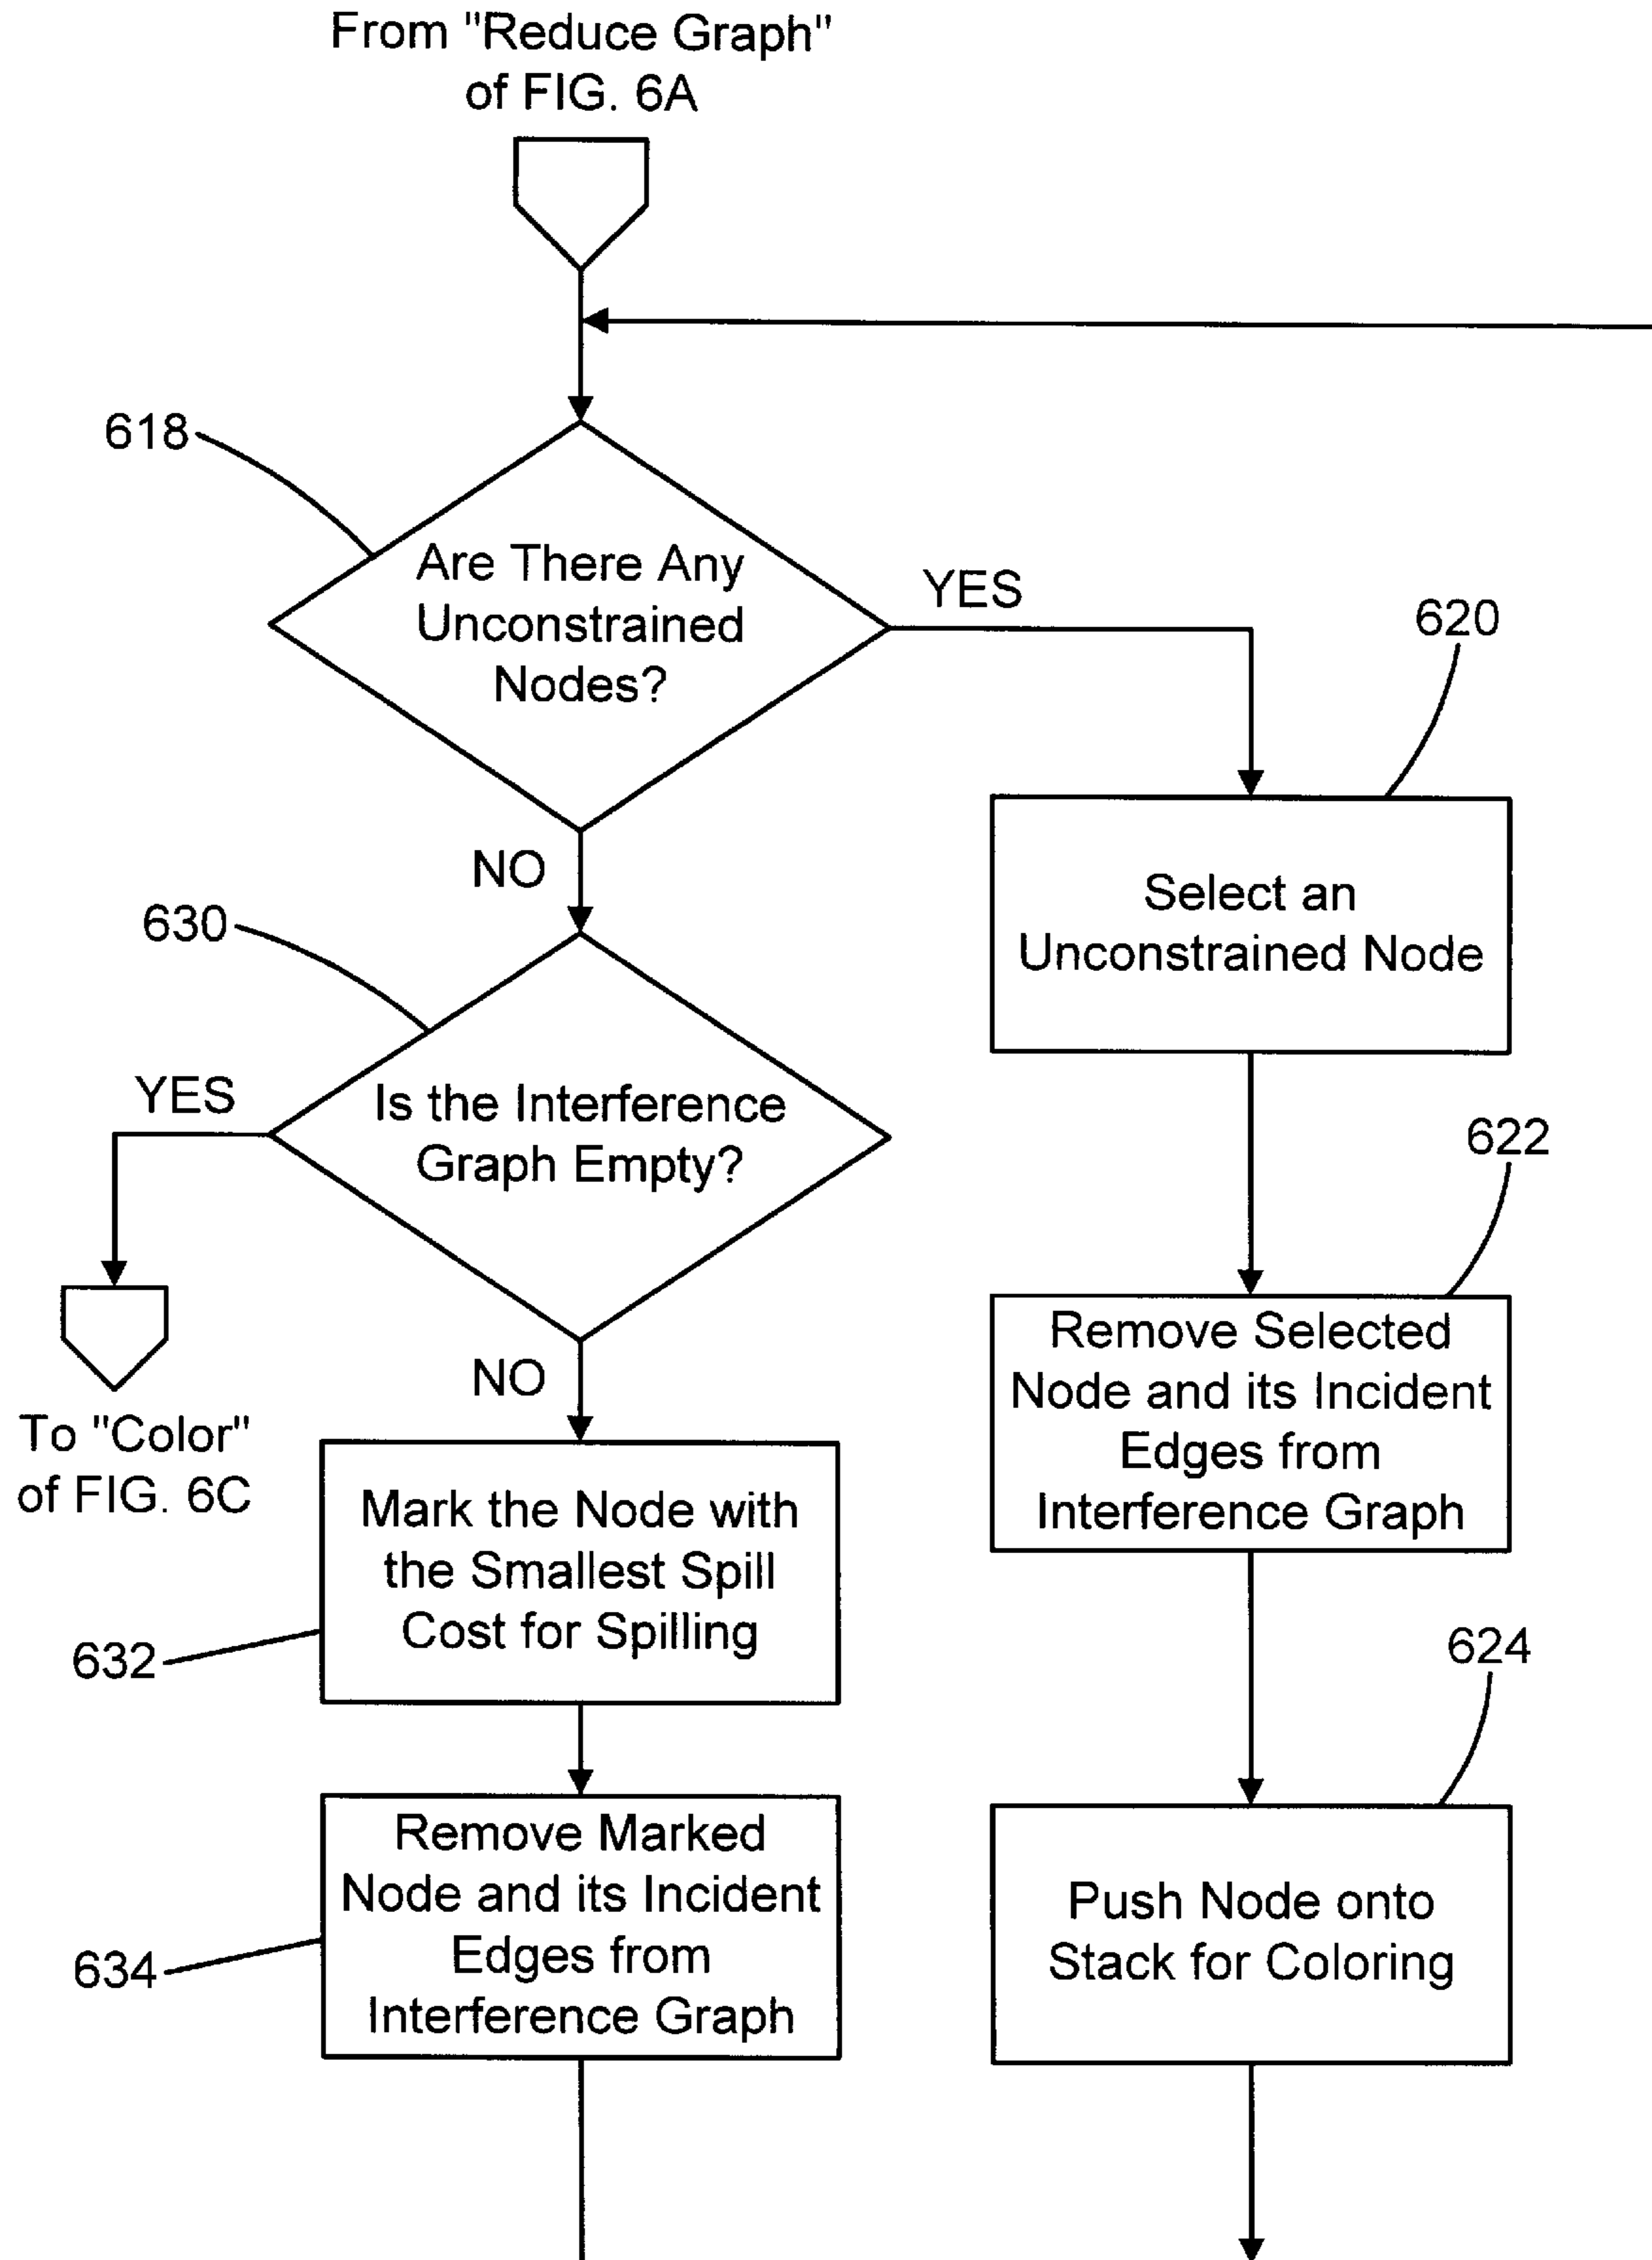 From "Reduce Graph"
of FIG. 6A
618
Are There Any
Unconstrained
Nodes?
YES
620
NO
Select an
Unconstrained Node
630
YES
Is the Interference
Graph Empty?
622
Remove Selected
Node and its Incident
Edges from
Interference Graph
NO
To "Color"
of FIG. 6C
Mark the Node with
the Smallest Spill
Cost for Spilling
632
624
Remove Marked
Node and its Incident
Edges from
Interference Graph
634
Push Node onto
Stack for Coloring